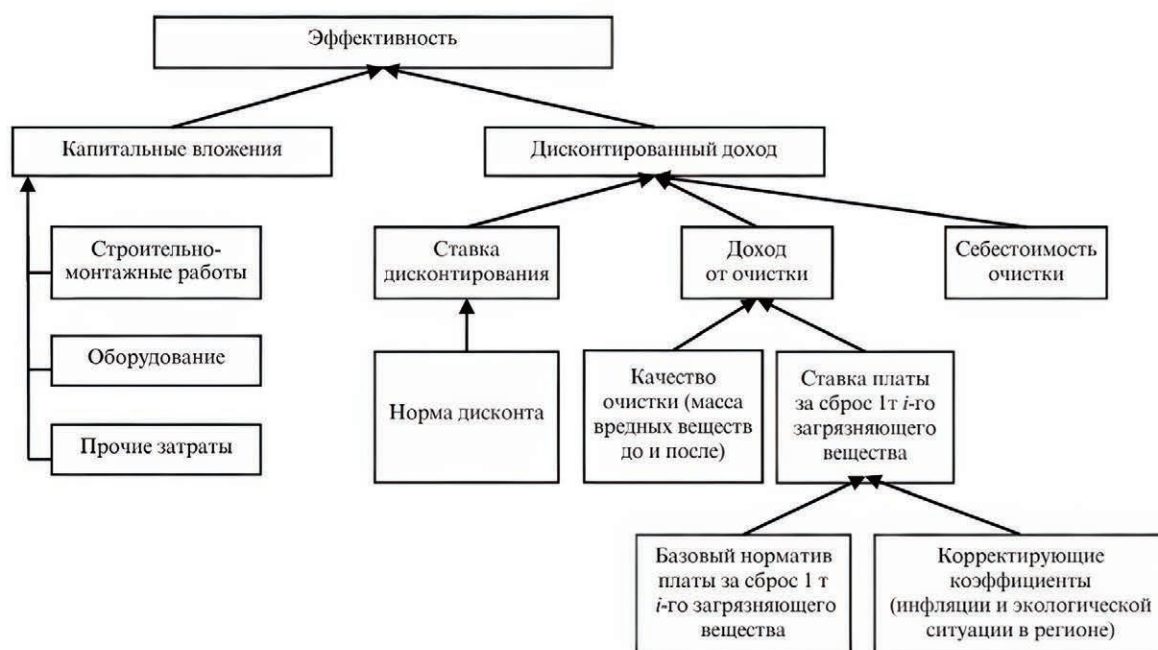 Эффективность
Капитальные вложения
Дисконтированный доход
Строительно-
монтажные работы
Оборудование
Прочие затраты
Ставка
дисконтирования
Доход
от очистки
Себестоимость
очистки
Норма дисконта
Качество
очистки (масса
вредных веществ
до и после)
Ставка платы
за сброс 1т i-го
загрязняющего
вещества
Базовый норматив
платы за сброс 1 т
i-го загрязняющего
вещества
Корректирующие
коэффициенты
(инфляции и экологической
ситуации в регионе)